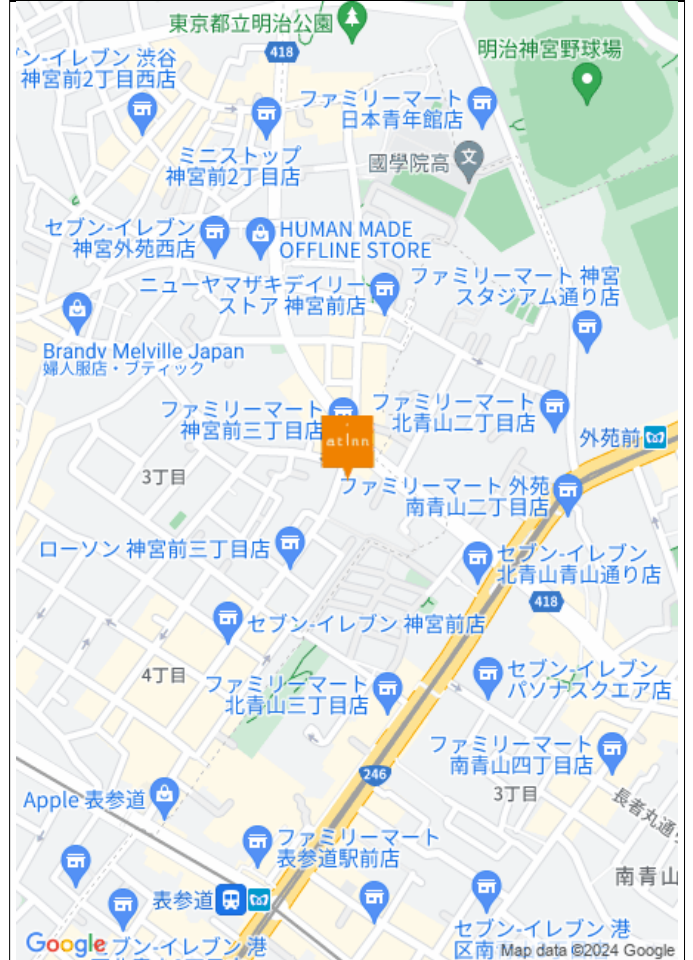 東京都立明治公園
418
明治神宮野球場
ン-イレブン 渋谷
神宮前2丁目西店
ファミリーマート
日本青年館店
ミニストップ
神宮前2丁目店
國學院高
文
セブン-イレブン
神宮外苑西店
HUMAN MADE
OFFLINE STORE
ニューヤマザキデイリー
ストア 神宮前店
ファミリーマート 神宮
スタジアム通り店
Brandy Melville Japan
婦人服店・ブティック
ファミリーマート
神宮前三丁目店
atInn
ファミリーマート
北青山二丁目店
外苑前
3丁目
ファミリーマート 外苑
南青山二丁目店
ローソン 神宮前三丁目店
セブン-イレブン
北青山青山通り店
418
セブン-イレブン 神宮前店
4丁目
ファミリーマート
北青山三丁目店
セブン-イレブン
パソナスクエア店
ファミリーマート
南青山四丁目店
246
3丁目
Apple 表参道
長者丸通り
ファミリーマート
表参道駅前店
南青山
表参道
セブン-イレブン 港
区南
Google
ブン-イレブン 港
Map data ©2024 Google